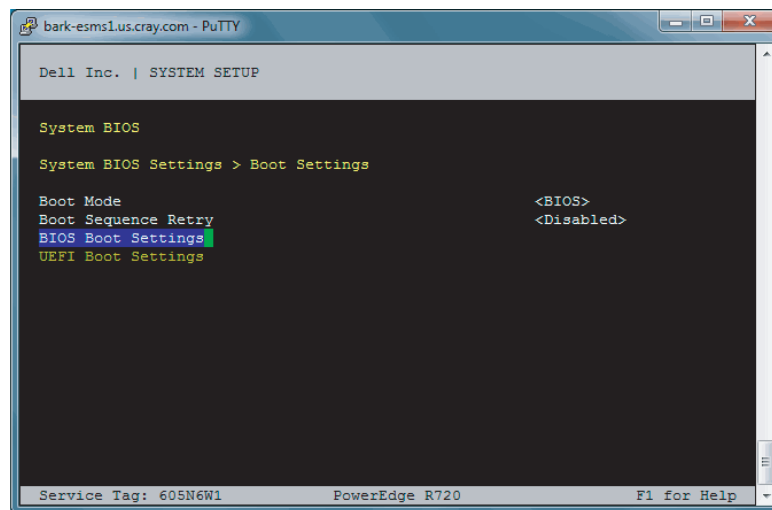 bark-esms1.us.cray.com - PuTTY
Dell Inc. | SYSTEM SETUP
System BIOS
System BIOS Settings > Boot Settings
Boot Mode <BIOS>
Boot Sequence Retry <Disabled>
BIOS Boot Settings
UEFI Boot Settings
Service Tag: 605N6W1 PowerEdge R720 F1 for Help